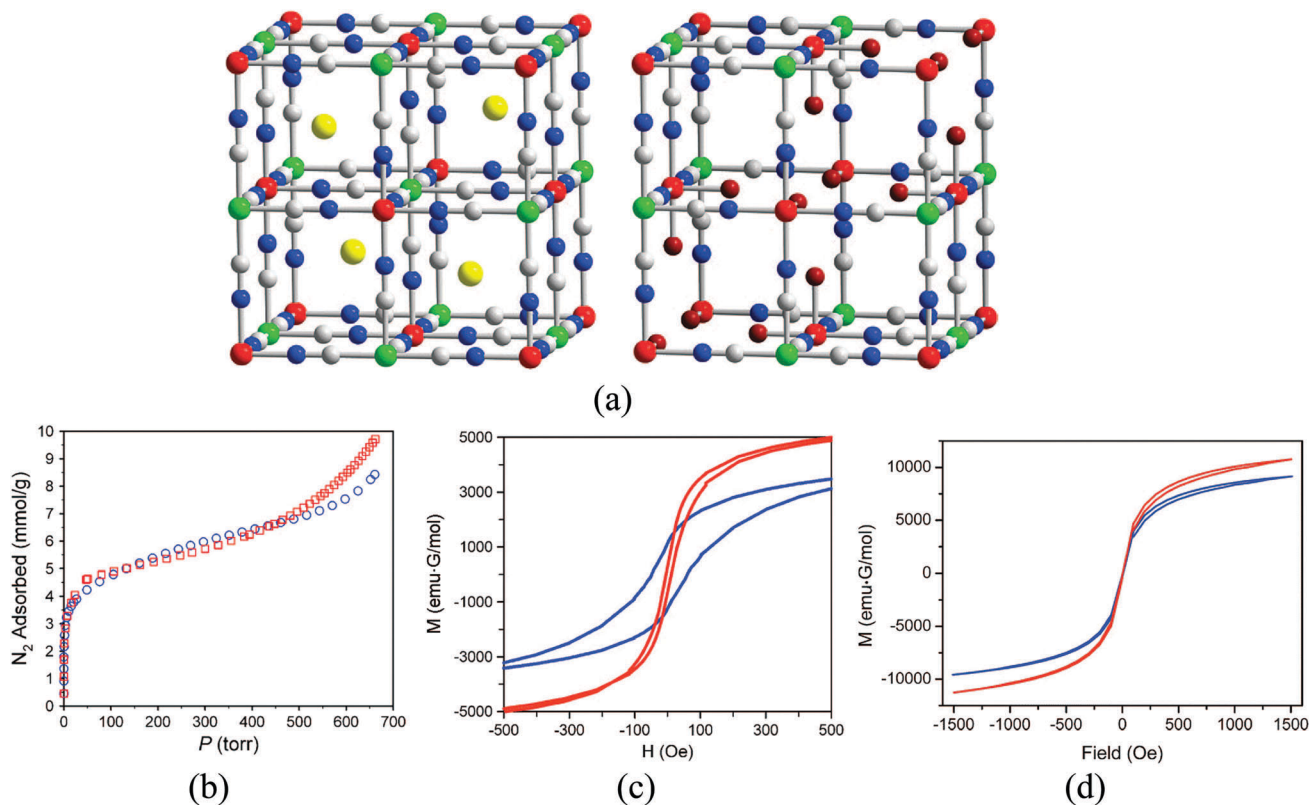 (a)
10
9
8
7
6
5
4
3
2
1
0
N₂ Adsorbed (mmol/g)
0 100 200 300 400 500 600 700
P (torr)
(b)
5000
3000
1000
-1000
-3000
-5000
M (emu·G/mol)
-500 -300 -100 100 300 500
H (Oe)
(c)
10000
5000
0
-5000
-10000
M (emu·G/mol)
-1500 -1000 -500 0 500 1000 1500
Field (Oe)
(d)